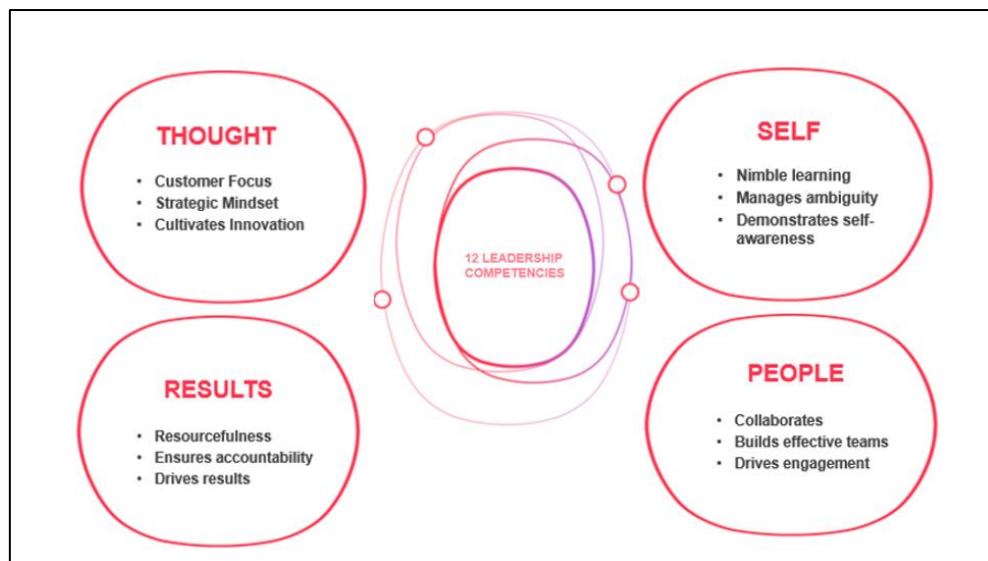 THOUGHT
• Customer Focus
• Strategic Mindset
• Cultivates Innovation
SELF
• Nimble learning
• Manages ambiguity
• Demonstrates self-
awareness
12 LEADERSHIP
COMPETENCIES
RESULTS
• Resourcefulness
• Ensures accountability
• Drives results
PEOPLE
• Collaborates
• Builds effective teams
• Drives engagement